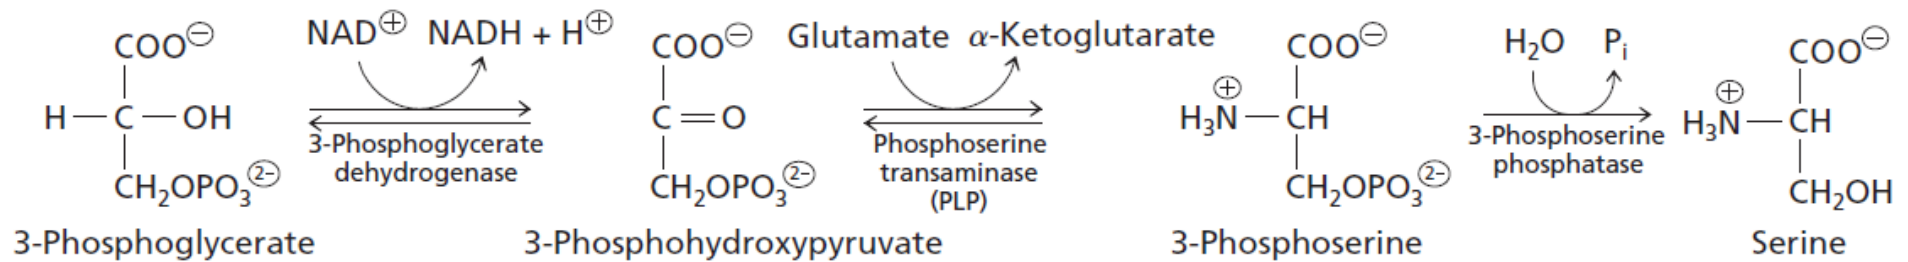 COO⊖
H—C—OH
CH₂OPO₃②⁻
3-Phosphoglycerate
NAD⊕ NADH + H⊕
3-Phosphoglycerate
dehydrogenase
COO⊖
C=O
CH₂OPO₃②⁻
3-Phosphohydroxypyruvate
Glutamate α-Ketoglutarate
Phosphoserine
transaminase
(PLP)
COO⊖
⊕
H₃N—CH
CH₂OPO₃②⁻
3-Phosphoserine
H₂O Pᵢ
3-Phosphoserine
phosphatase
COO⊖
⊕
H₃N—CH
CH₂OH
Serine